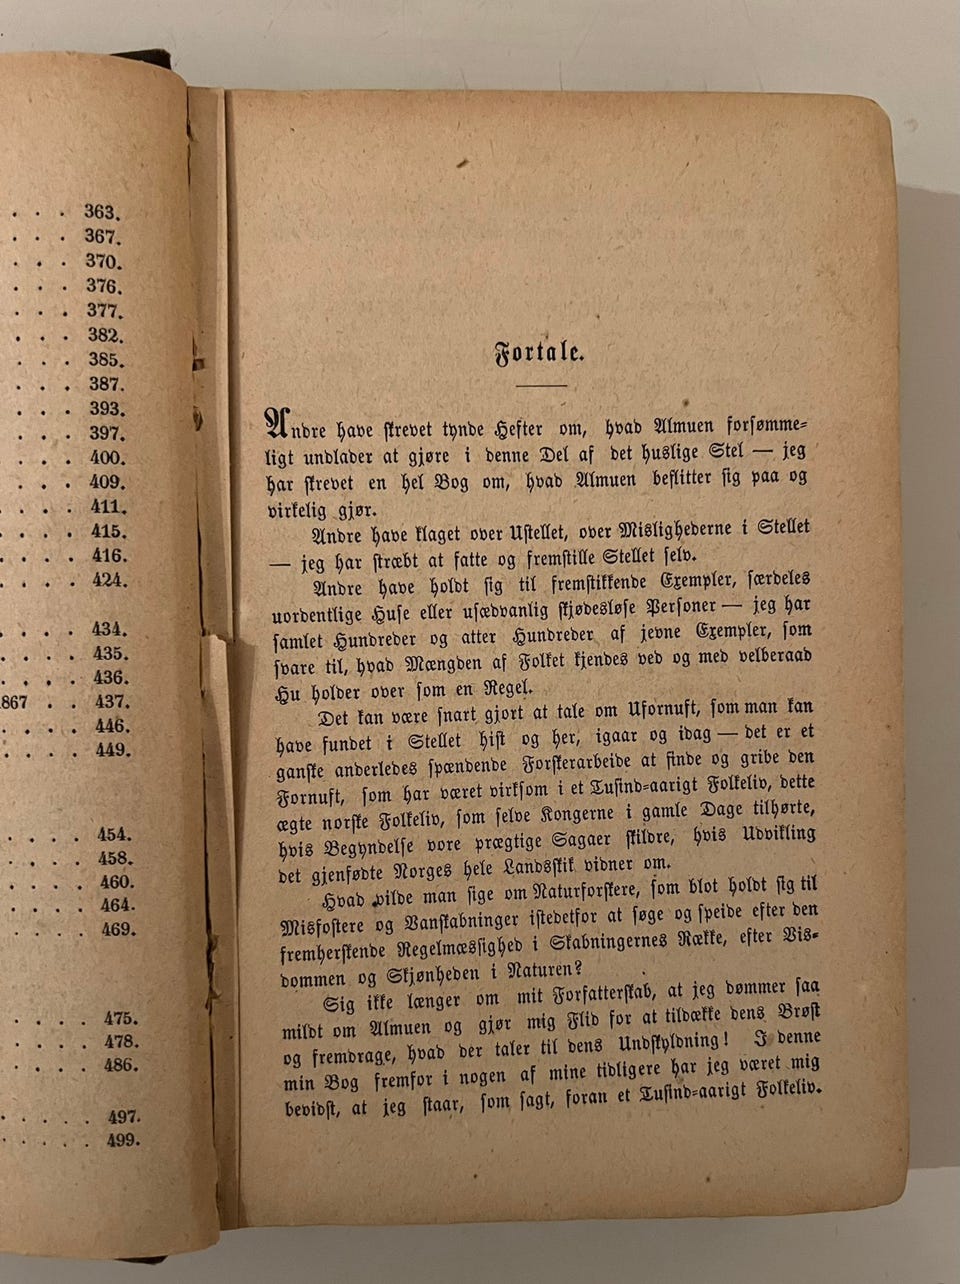 . . . 363.
. . . 367.
. . . 370.
. . . 376.
. . . 377.
. . . 382.
. . . 385.
. . . 387.
. . . 393.
. . . 397.
. . . 400.
. . . 409.
. . . 411.
. . . 415.
. . . 416.
. . . 424.
. . . 434.
. . . 435.
. . . 436.
867 . . 437.
. . . 446.
. . . 449.
. . . 454.
. . . 458.
. . . 460.
. . . 464.
. . . 469.
. . . 475.
. . . 478.
. . . 486.
. . . 497.
. . . 499.
Fortale.
Andre have skrevet tynde Hefter om, hvad Almuen forsømme-
ligt undlader at gjøre i denne Del af det huslige Stel — jeg
har skrevet en hel Bog om, hvad Almuen beflitter sig paa og
virkelig gjør.
Andre have klaget over Ustellet, over Mislighederne i Stellet
— jeg har stræbt at fatte og fremstille Stellet selv.
Andre have holdt sig til fremstikkende Exempler, særdeles
uordentlige Huse eller usædvanlig skjødesløse Personer — jeg har
samlet Hundreder og atter Hundreder af jevne Exempler, som
svare til, hvad Mængden af Folket kjendes ved og med velberaad
Hu holder over som en Regel.
Det kan være snart gjort at tale om Ufornuft, som man kan
have fundet i Stellet hist og her, igaar og idag — det er et
ganske anderledes spændende Forskerarbeide at finde og gribe den
Fornuft, som har været virksom i et Tusind-aarigt Folkeliv, dette
ægte norske Folkeliv, som selve Kongerne i gamle Dage tilhørte,
hvis Begyndelse vore prægtige Sagaer skildre, hvis Udvikling
det gjenfødte Norges hele Landsskik vidner om.
Hvad vilde man sige om Naturforskere, som blot holdt sig til
Misfostere og Vanskabninger istedetfor at søge og speide efter den
fremherskende Regelmæssighed i Skabningernes Række, efter Vis-
dommen og Skjønheden i Naturen?
Sig ikke længer om mit Forfatterskab, at jeg dømmer saa
mildt om Almuen og gjør mig Flid for at tildække dens Brøst
og fremdrage, hvad der taler til dens Undskyldning! I denne
min Bog fremfor i nogen af mine tidligere har jeg været mig
bevidst, at jeg staar, som sagt, foran et Tusind-aarigt Folkeliv.